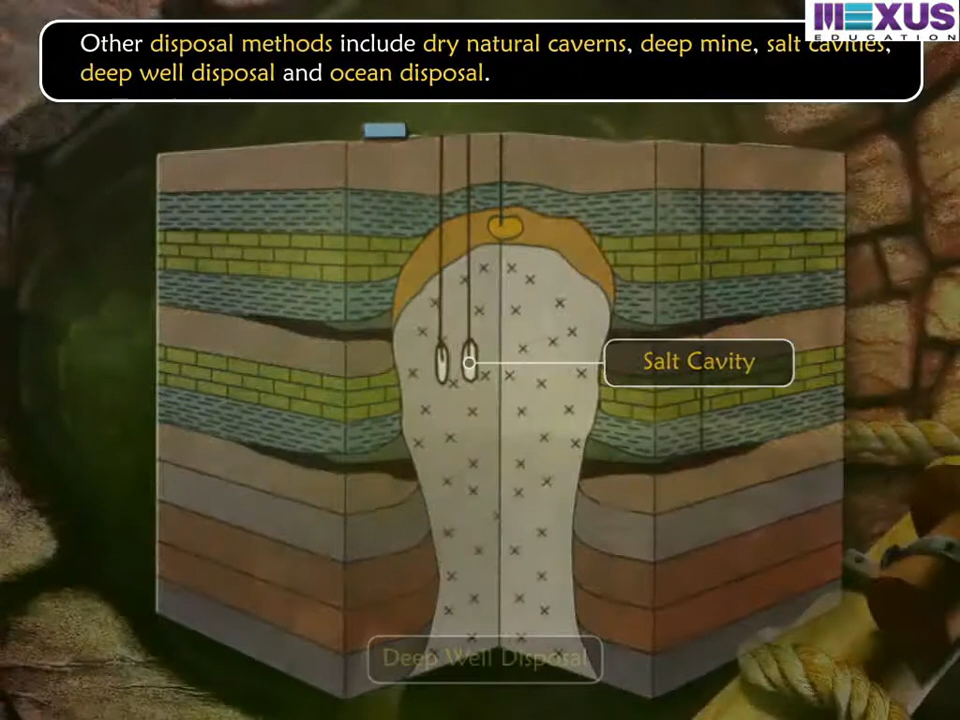 MEXUS
EDUCATION
Other disposal methods include dry natural caverns, deep mine, salt cavities,
deep well disposal and ocean disposal.
Salt Cavity
Deep Well Disposal